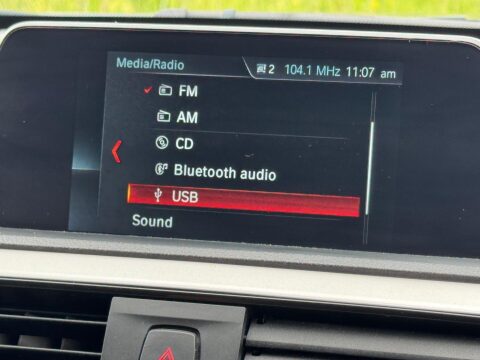 Media/Radio 2 104.1 MHz 11:07 am
FM
AM
CD
Bluetooth audio
USB
Sound